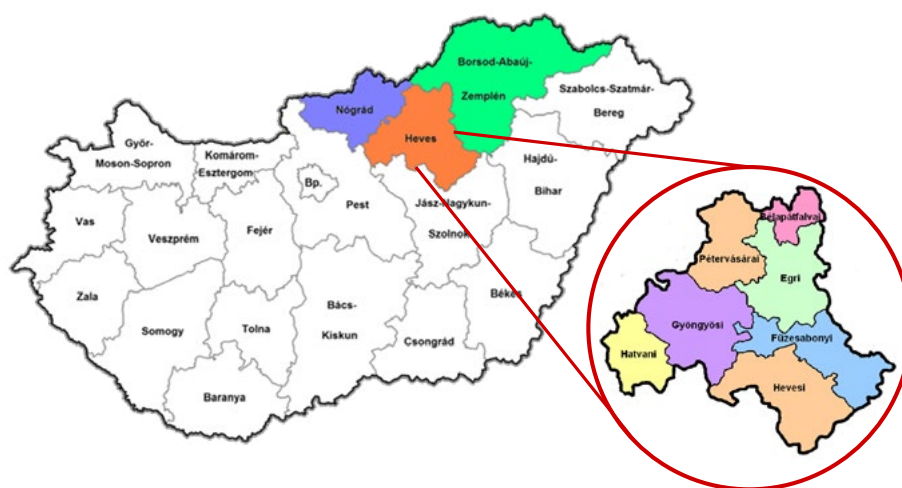 Borsod-Abaúj-
Zemplén
Szabolcs-Szatmár-
Bereg
Nógrád
Heves
Győr-
Moson-Sopron
Komárom-
Esztergom
Bp.
Pest
Hajdú-
Bihar
Jász-Nagykun-
Szolnok
Vas
Veszprém
Fejér
Zala
Somogy
Tolna
Bács-
Kiskun
Békés
Csongrád
Baranya
Bélapátfalvai
Pétervásárai
Egri
Gyöngyösi
Füzesabonyi
Hatvani
Hevesi